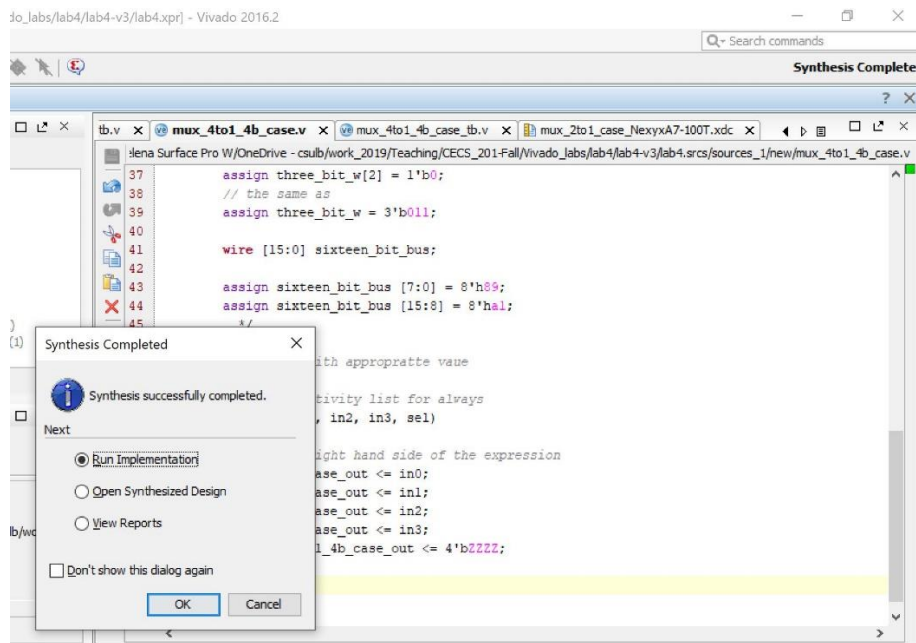 do_labs/lab4/lab4-v3/lab4.xpr] - Vivado 2016.2
Q- Search commands
Synthesis Complete
tb.v
mux_4to1_4b_case.v
mux_4to1_4b_case_tb.v
mux_2to1_case_NexyxA7-100T.xdc
lena Surface Pro W/OneDrive - csulb/work_2019/Teaching/CECS_201-Fall/Vivado_labs/lab4/lab4-v3/lab4.srcs/sources_1/new/mux_4to1_4b_case.v
37 assign three_bit_w[2] = 1'b0;
38 // the same as
39 assign three_bit_w = 3'b011;
40
41 wire [15:0] sixteen_bit_bus;
42
43 assign sixteen_bit_bus [7:0] = 8'h89;
44 assign sixteen_bit_bus [15:8] = 8'ha1;
45 */
(1)
ith appropratte vaue
tivity list for always
, in2, in3, sel)
ight hand side of the expression
ase_out <= in0;
ase_out <= in1;
ase_out <= in2;
ase_out <= in3;
1_4b_case_out <= 4'bZZZZ;
lb/wo
Synthesis Completed
Synthesis successfully completed.
Next
Run Implementation
Open Synthesized Design
View Reports
Don't show this dialog again
OK
Cancel